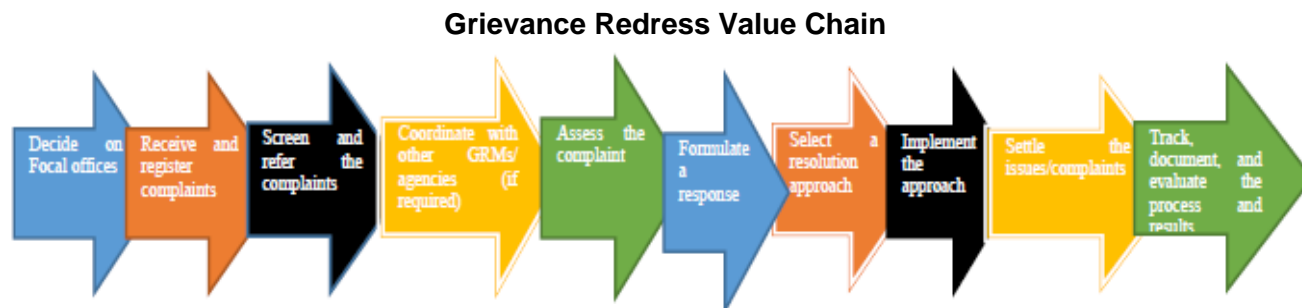 Grievance Redress Value Chain
Decide on
Focal offices
Receive and
register
complaints
Screen and
refer the
complaints
Coordinate with
other GRMs/
agencies (if
required)
Assess the
complaint
Formulate
a
response
Select a
resolution
approach
Implement
the
approach
Settle the
issues/complaints
Track,
document, and
evaluate the
process and
results